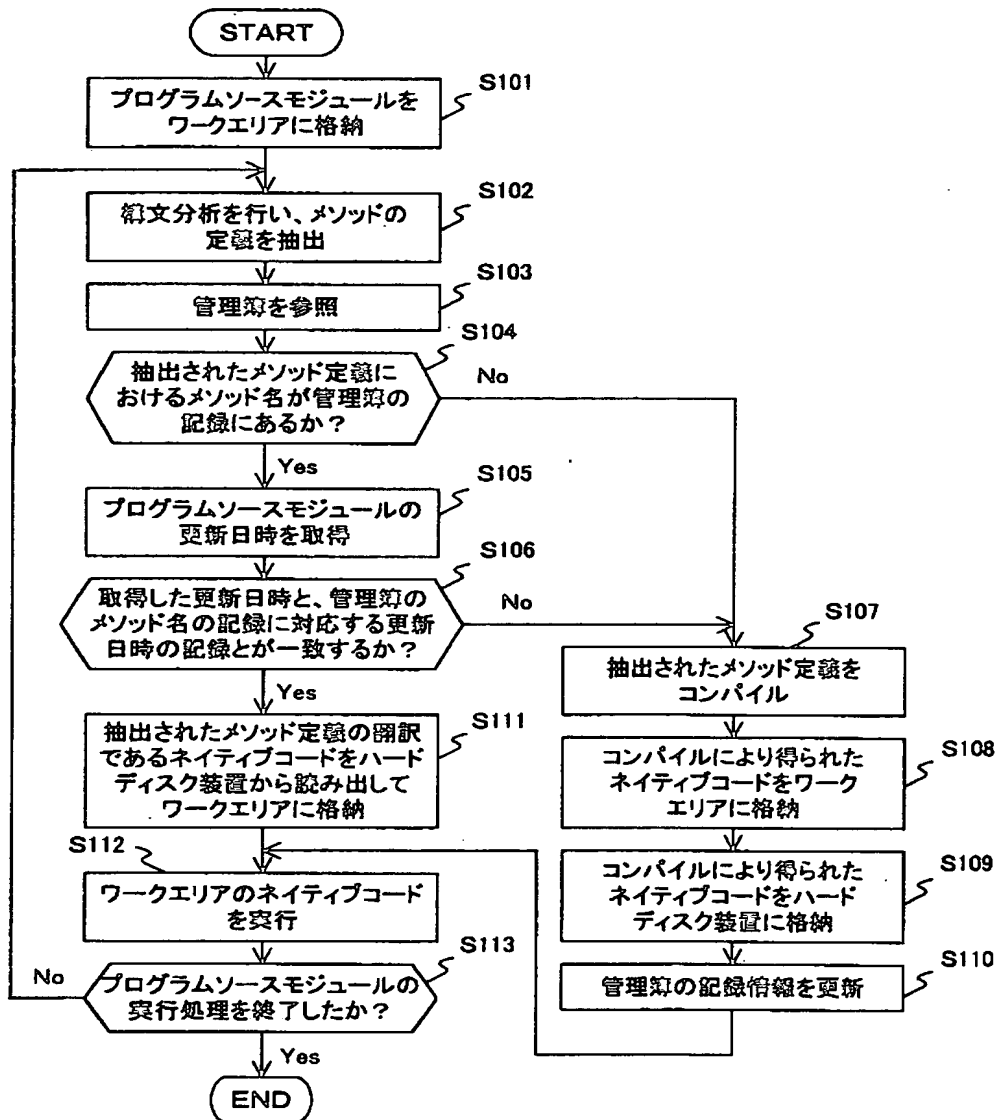 START
S101
プログラムソースモジュールを
ワークエリアに格納
S102
構文分析を行い、メソッドの
定義を抽出
S103
管理簿を参照
S104
抽出されたメソッド定義に
おけるメソッド名が管理簿の
記録にあるか?
No
Yes
S105
プログラムソースモジュールの
更新日時を取得
S106
取得した更新日時と、管理簿の
メソッド名の記録に対応する更新
日時の記録とが一致するか?
No
Yes
S107
抽出されたメソッド定義を
コンパイル
S111
抽出されたメソッド定義の翻訳
であるネイティブコードをハード
ディスク装置から読み出して
ワークエリアに格納
S108
コンパイルにより得られた
ネイティブコードをワーク
エリアに格納
S112
ワークエリアのネイティブコード
を実行
S109
コンパイルにより得られた
ネイティブコードをハード
ディスク装置に格納
S113
プログラムソースモジュールの
実行処理を終了したか?
No
Yes
S110
管理簿の記録情報を更新
END